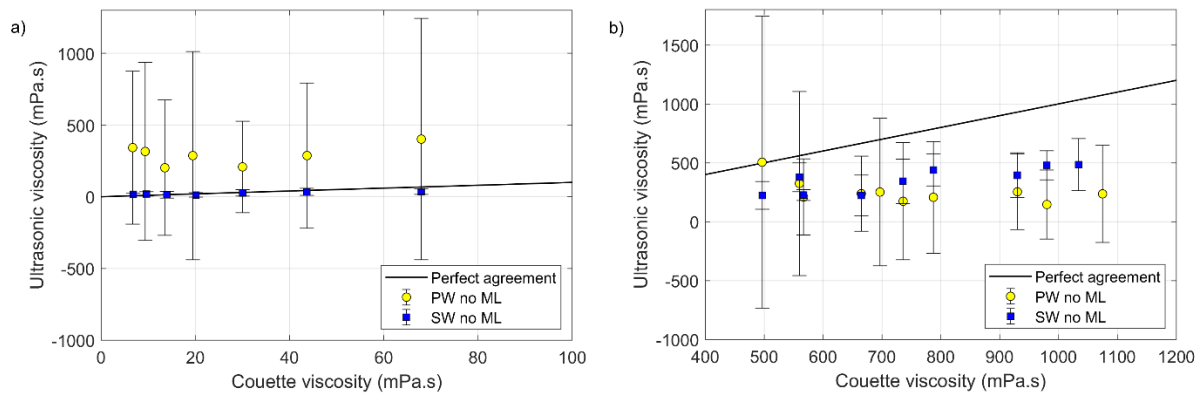 a)
Ultrasonic viscosity (mPa.s)
1000
500
0
-500
-1000
0 20 40 60 80 100
Couette viscosity (mPa.s)
Perfect agreement
PW no ML
SW no ML
b)
Ultrasonic viscosity (mPa.s)
1500
1000
500
0
-500
-1000
400 500 600 700 800 900 1000 1100 1200
Couette viscosity (mPa.s)
Perfect agreement
PW no ML
SW no ML